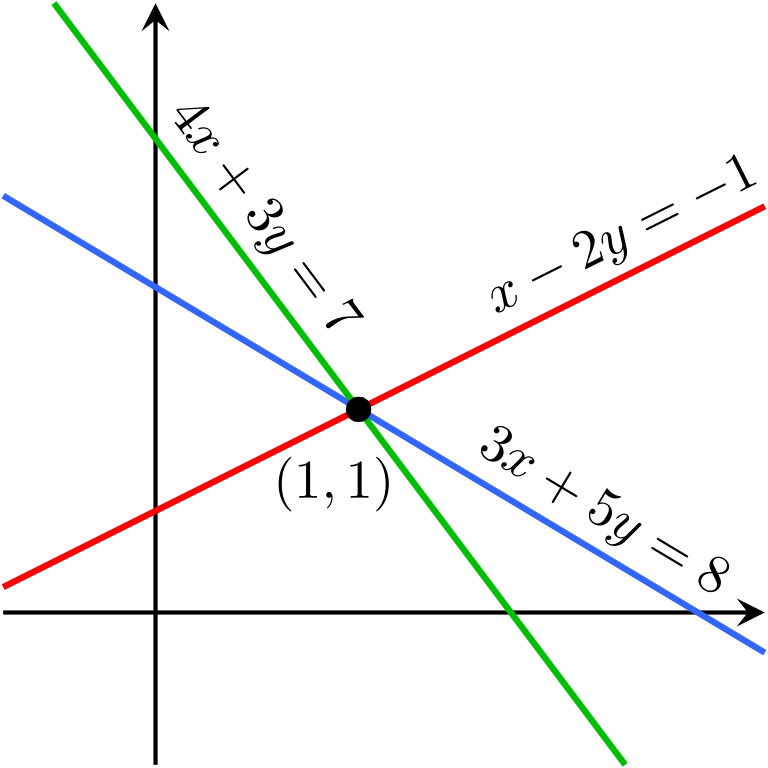 4x + 3y = 7
x − 2y = −1
(1, 1)
3x + 5y = 8